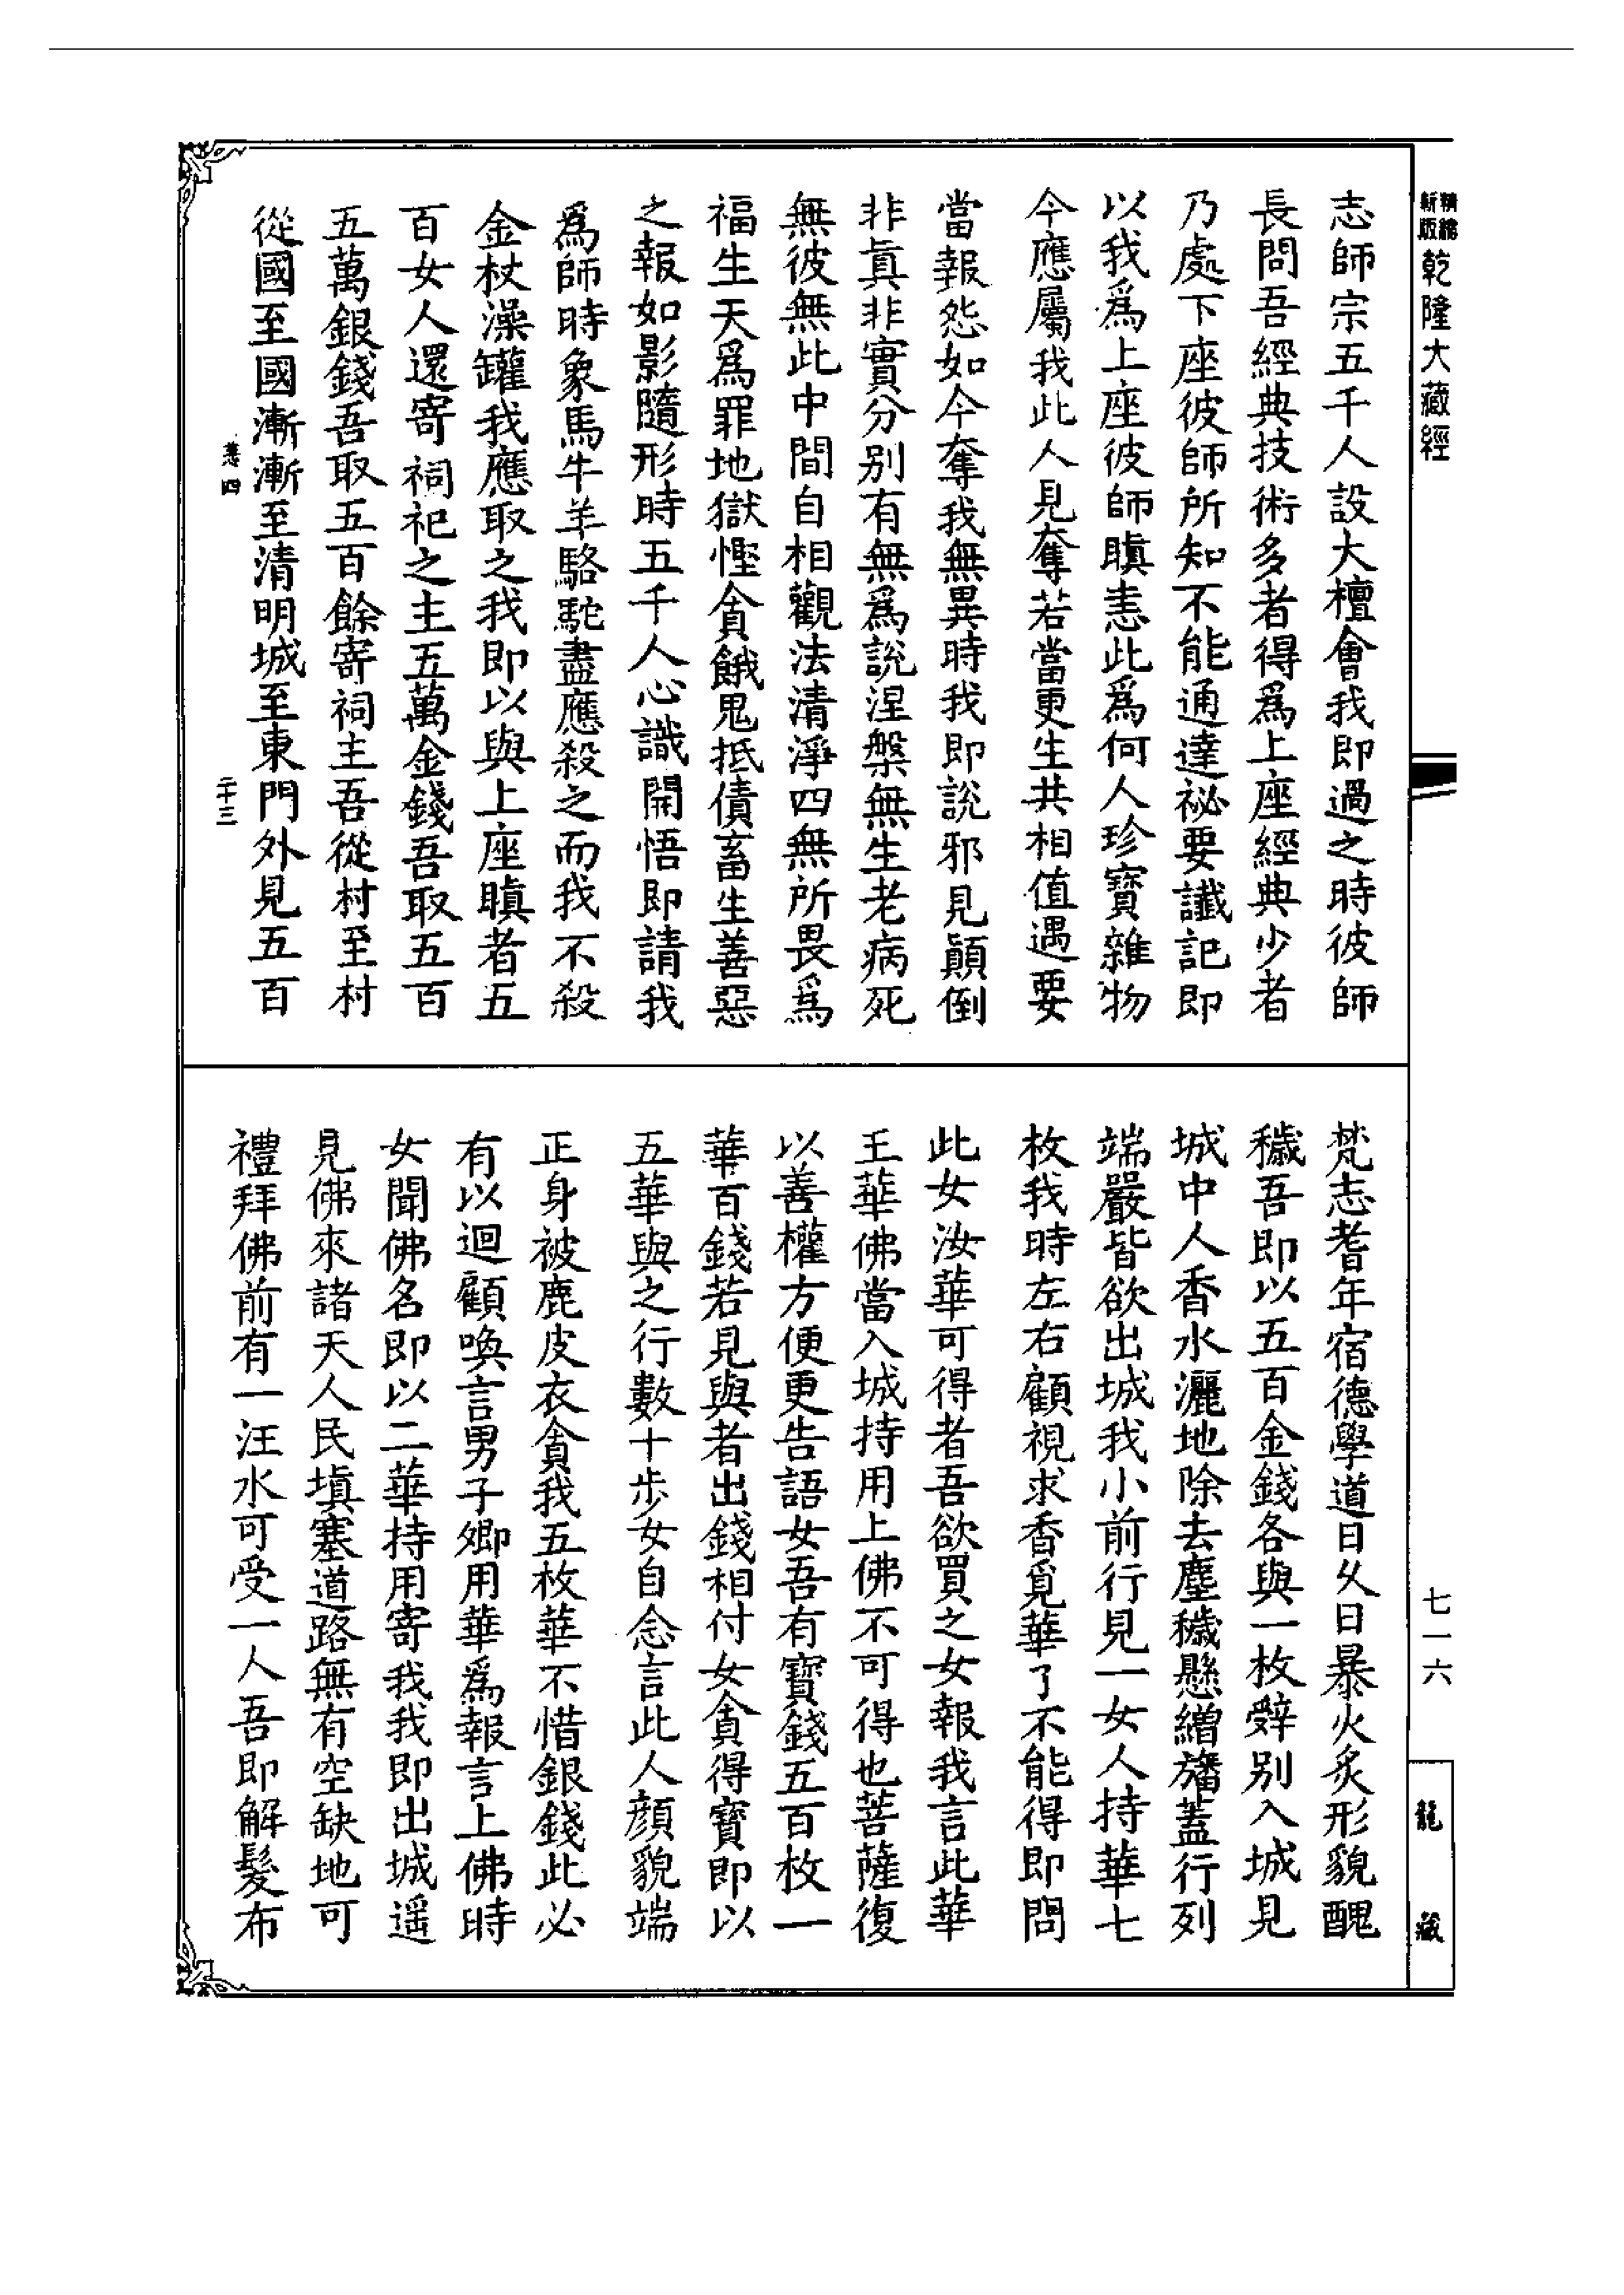 精縮新版乾隆大藏經
志師宗五千人設大檀會我即過之時彼師
長問吾經典技術多者得為上座經典少者
乃處下座彼師所知不能通達祕要讖記即
以我為上座彼師瞋恚此為何人珍寶雜物
今應屬我此人見奪若當更生共相值遇要
當報怨如今奪我無異時我即說邪見顛倒
非真非實分別有無為說涅槃無生老病死
無彼無此中間自相觀法清淨四無所畏為
福生天為罪地獄慳貪餓鬼抵債畜生善惡
之報如影隨形時五千人心識開悟即請我
為師時象馬牛羊駱駝盡應殺之而我不殺
金杖澡罐我應取之我即以與上座瞋者五
百女人還寄祠祀之主五萬金錢吾取五百
五萬銀錢吾取五百餘寄祠主吾從村至村
從國至國漸漸至清明城至東門外見五百
二十三
梵志耆年宿德學道日久日暴火炙形貌醜
穢吾即以五百金錢各與一枚辭別入城見
城中人香水灑地除去塵穢懸繒旛蓋行列
端嚴皆欲出城我小前行見一女人持華七
枚我時左右顧視求香覓華了不能得即問
此女汝華可得者吾欲買之女報我言此華
王華佛當入城持用上佛不可得也菩薩復
以善權方便更告語女吾有寶錢五百枚一
華百錢若見與者出錢相付女貪得寶即以
五華與之行數十步女自念言此人顏貌端
正身被鹿皮衣貪我五枚華不惜銀錢此必
有以迴顧喚言男子卿用華為報言上佛時
女聞佛名即以二華持用寄我我即出城遥
見佛來諸天人民填塞道路無有空缺地可
禮拜佛前有一汪水可受一人吾即解髮布
七一六
龍藏